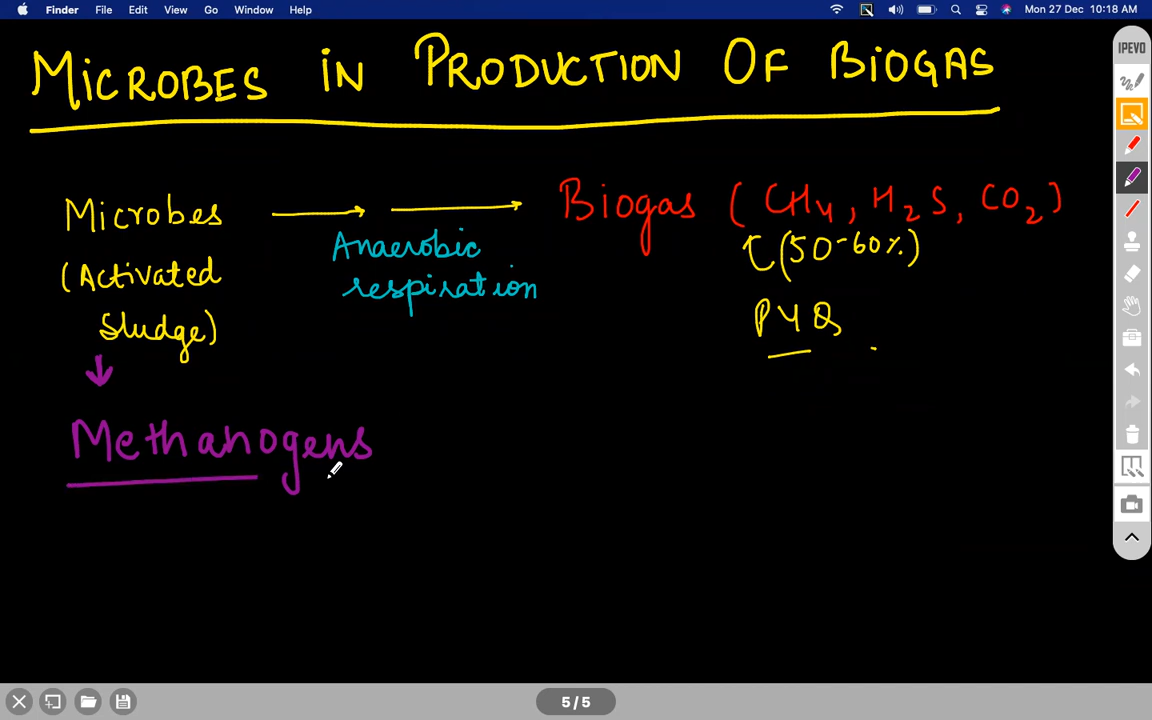 Finder File Edit View Go Window Help Mon 27 Dec 10:18 AM
IPEVO
MICROBES IN PRODUCTION OF BIOGAS
Microbes Biogas (CH4, H2S, CO2)
(Activated Anaerobic (50-60%)
Sludge) respiration PYQ
Methanogens
5/5